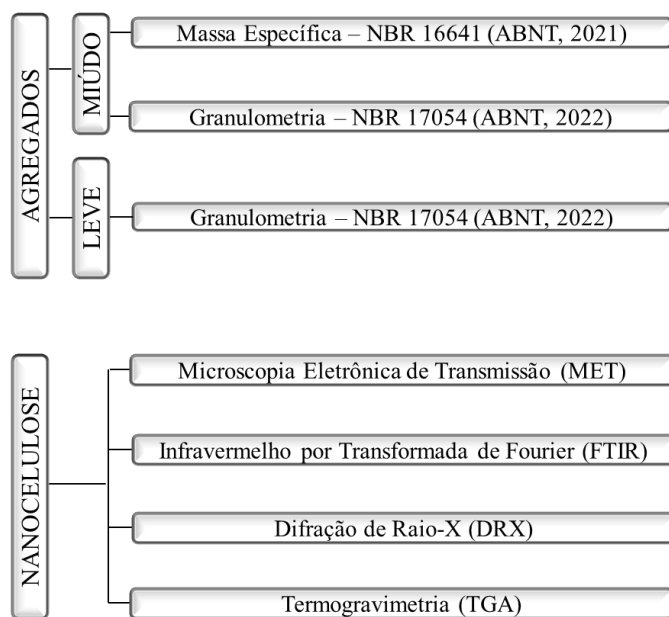 AGREGADOS
MIÚDO
Massa Específica – NBR 16641 (ABNT, 2021)
Granulometria – NBR 17054 (ABNT, 2022)
LEVE
Granulometria – NBR 17054 (ABNT, 2022)
NANOCELULOSE
Microscopia Eletrônica de Transmissão (MET)
Infravermelho por Transformada de Fourier (FTIR)
Difração de Raio-X (DRX)
Termogravimetria (TGA)